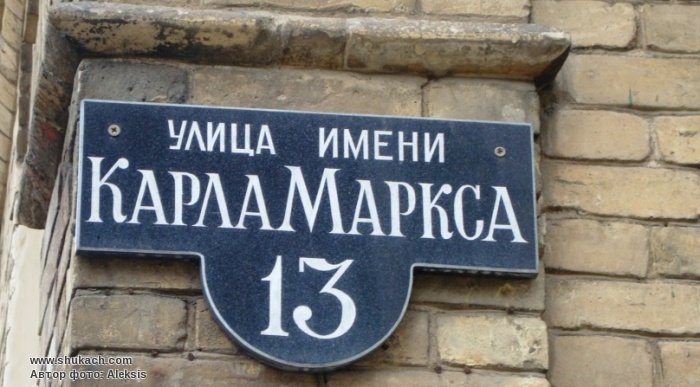 УЛИЦА ИМЕНИ
КАРЛА МАРКСА
13
www.shukach.com
Автор фото: Aleksis